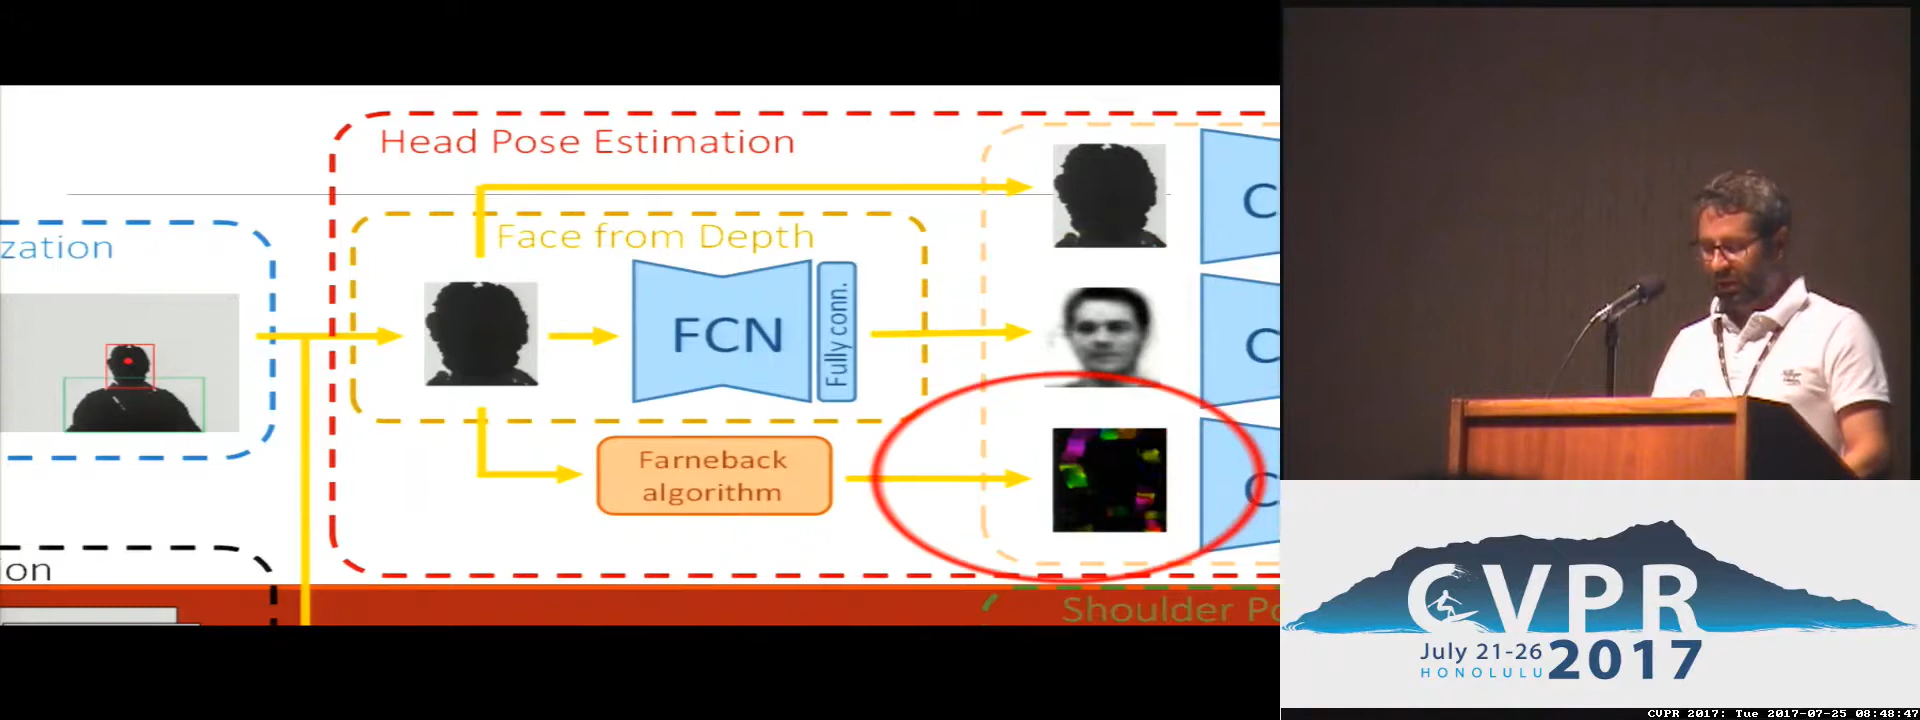 Head Pose Estimation
zation
Face from Depth
FCN
Fully conn.
C
C
C
Farneback
algorithm
on
Shoulder Po
CVPR
July 21-26
HONOLULU
2017
CVPR 2017: Tue 2017-07-25 08:48:47